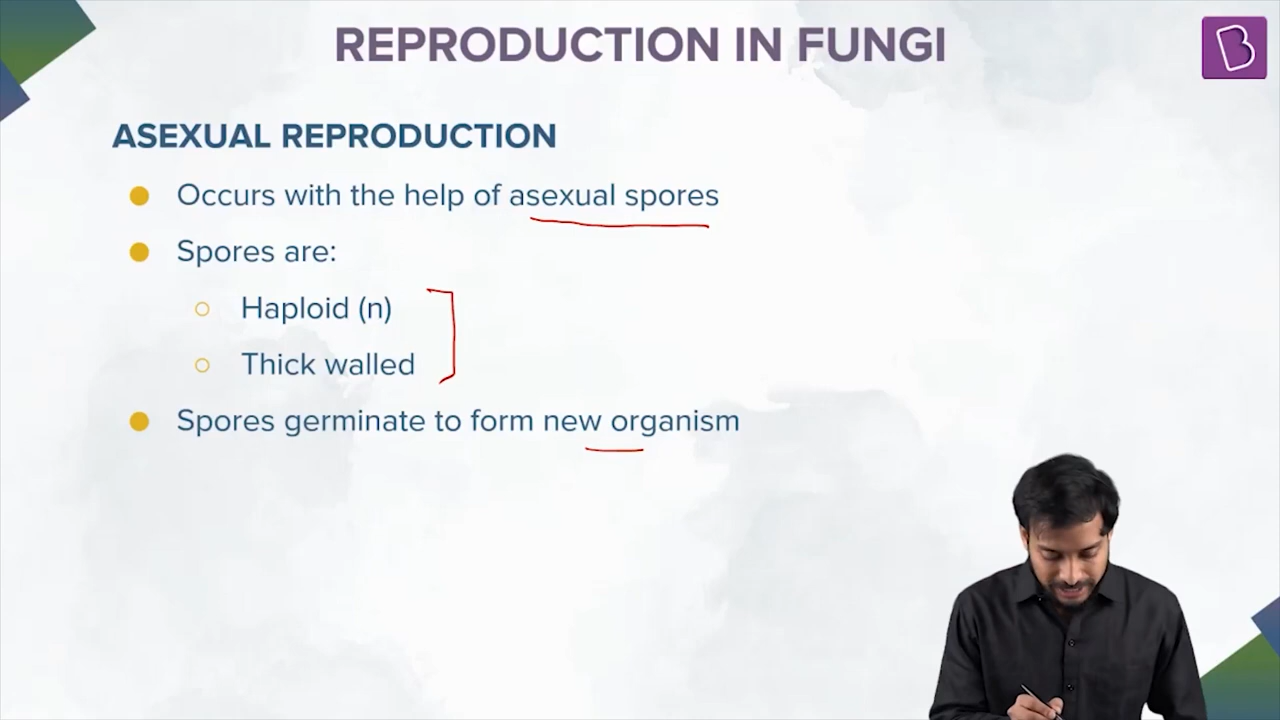 REPRODUCTION IN FUNGI
B
ASEXUAL REPRODUCTION
Occurs with the help of asexual spores
Spores are:
Haploid (n)
Thick walled
Spores germinate to form new organism